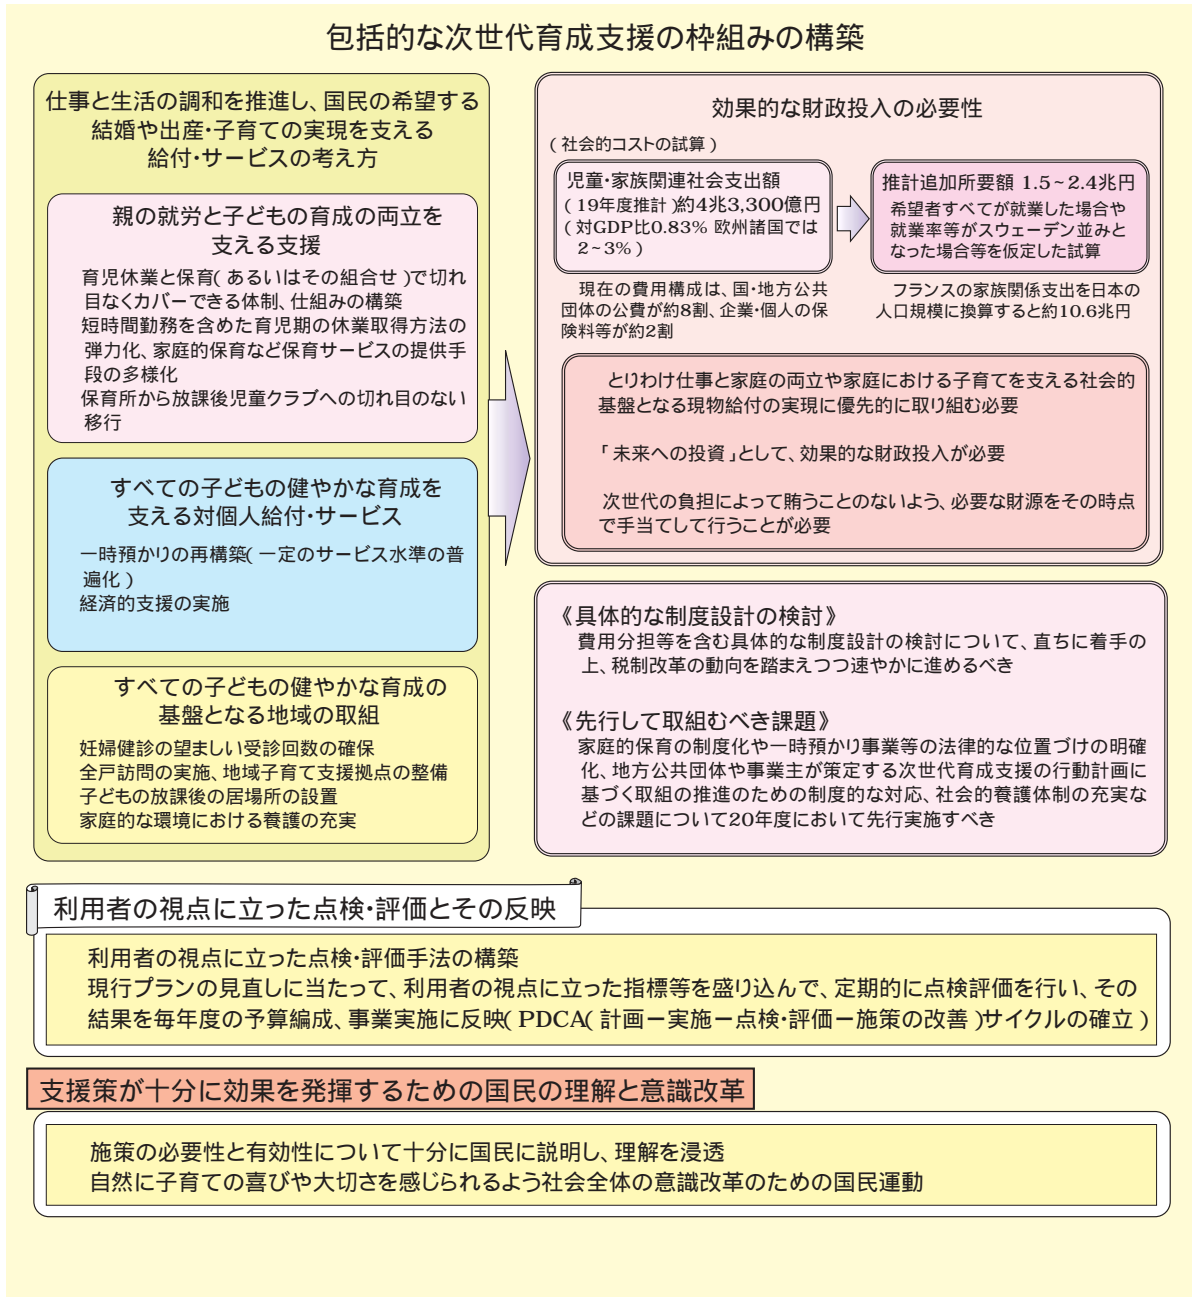 包括的な次世代育成支援の枠組みの構築
仕事と生活の調和を推進し、国民の希望する
結婚や出産・子育ての実現を支える
給付・サービスの考え方
親の就労と子どもの育成の両立を
支える支援
育児休業と保育(あるいはその組合せ)で切れ
目なくカバーできる体制、仕組みの構築
短時間勤務を含めた育児期の休業取得方法の
弾力化、家庭的保育など保育サービスの提供手
段の多様化
保育所から放課後児童クラブへの切れ目のない
移行
すべての子どもの健やかな育成を
支える対個人給付・サービス
一時預かりの再構築(一定のサービス水準の普
遍化)
経済的支援の実施
すべての子どもの健やかな育成の
基盤となる地域の取組
妊婦健診の望ましい受診回数の確保
全戸訪問の実施、地域子育て支援拠点の整備
子どもの放課後の居場所の設置
家庭的な環境における養護の充実
効果的な財政投入の必要性
(社会的コストの試算)
児童・家族関連社会支出額
(19年度推計)約4兆3,300億円
(対GDP比0.83% 欧州諸国では
2~3%)
推計追加所要額 1.5~2.4兆円
希望者すべてが就業した場合や
就業率等がスウェーデン並みと
なった場合等を仮定した試算
現在の費用構成は、国・地方公共
団体の公費が約8割、企業・個人の保
険料等が約2割
フランスの家族関係支出を日本の
人口規模に換算すると約10.6兆円
とりわけ仕事と家庭の両立や家庭における子育てを支える社会的
基盤となる現物給付の実現に優先的に取り組む必要
「未来への投資」として、効果的な財政投入が必要
次世代の負担によって賄うことのないよう、必要な財源をその時点
で手当てして行うことが必要
《具体的な制度設計の検討》
費用分担等を含む具体的な制度設計の検討について、直ちに着手の
上、税制改革の動向を踏まえつつ速やかに進めるべき
《先行して取組むべき課題》
家庭的保育の制度化や一時預かり事業等の法律的な位置づけの明確
化、地方公共団体や事業主が策定する次世代育成支援の行動計画に
基づく取組の推進のための制度的な対応、社会的養護体制の充実な
どの課題について20年度において先行実施すべき
利用者の視点に立った点検・評価とその反映
利用者の視点に立った点検・評価手法の構築
現行プランの見直しに当たって、利用者の視点に立った指標等を盛り込んで、定期的に点検評価を行い、その
結果を毎年度の予算編成、事業実施に反映(PDCA(計画ー実施ー点検・評価ー施策の改善)サイクルの確立)
支援策が十分に効果を発揮するための国民の理解と意識改革
施策の必要性と有効性について十分に国民に説明し、理解を浸透
自然に子育ての喜びや大切さを感じられるよう社会全体の意識改革のための国民運動